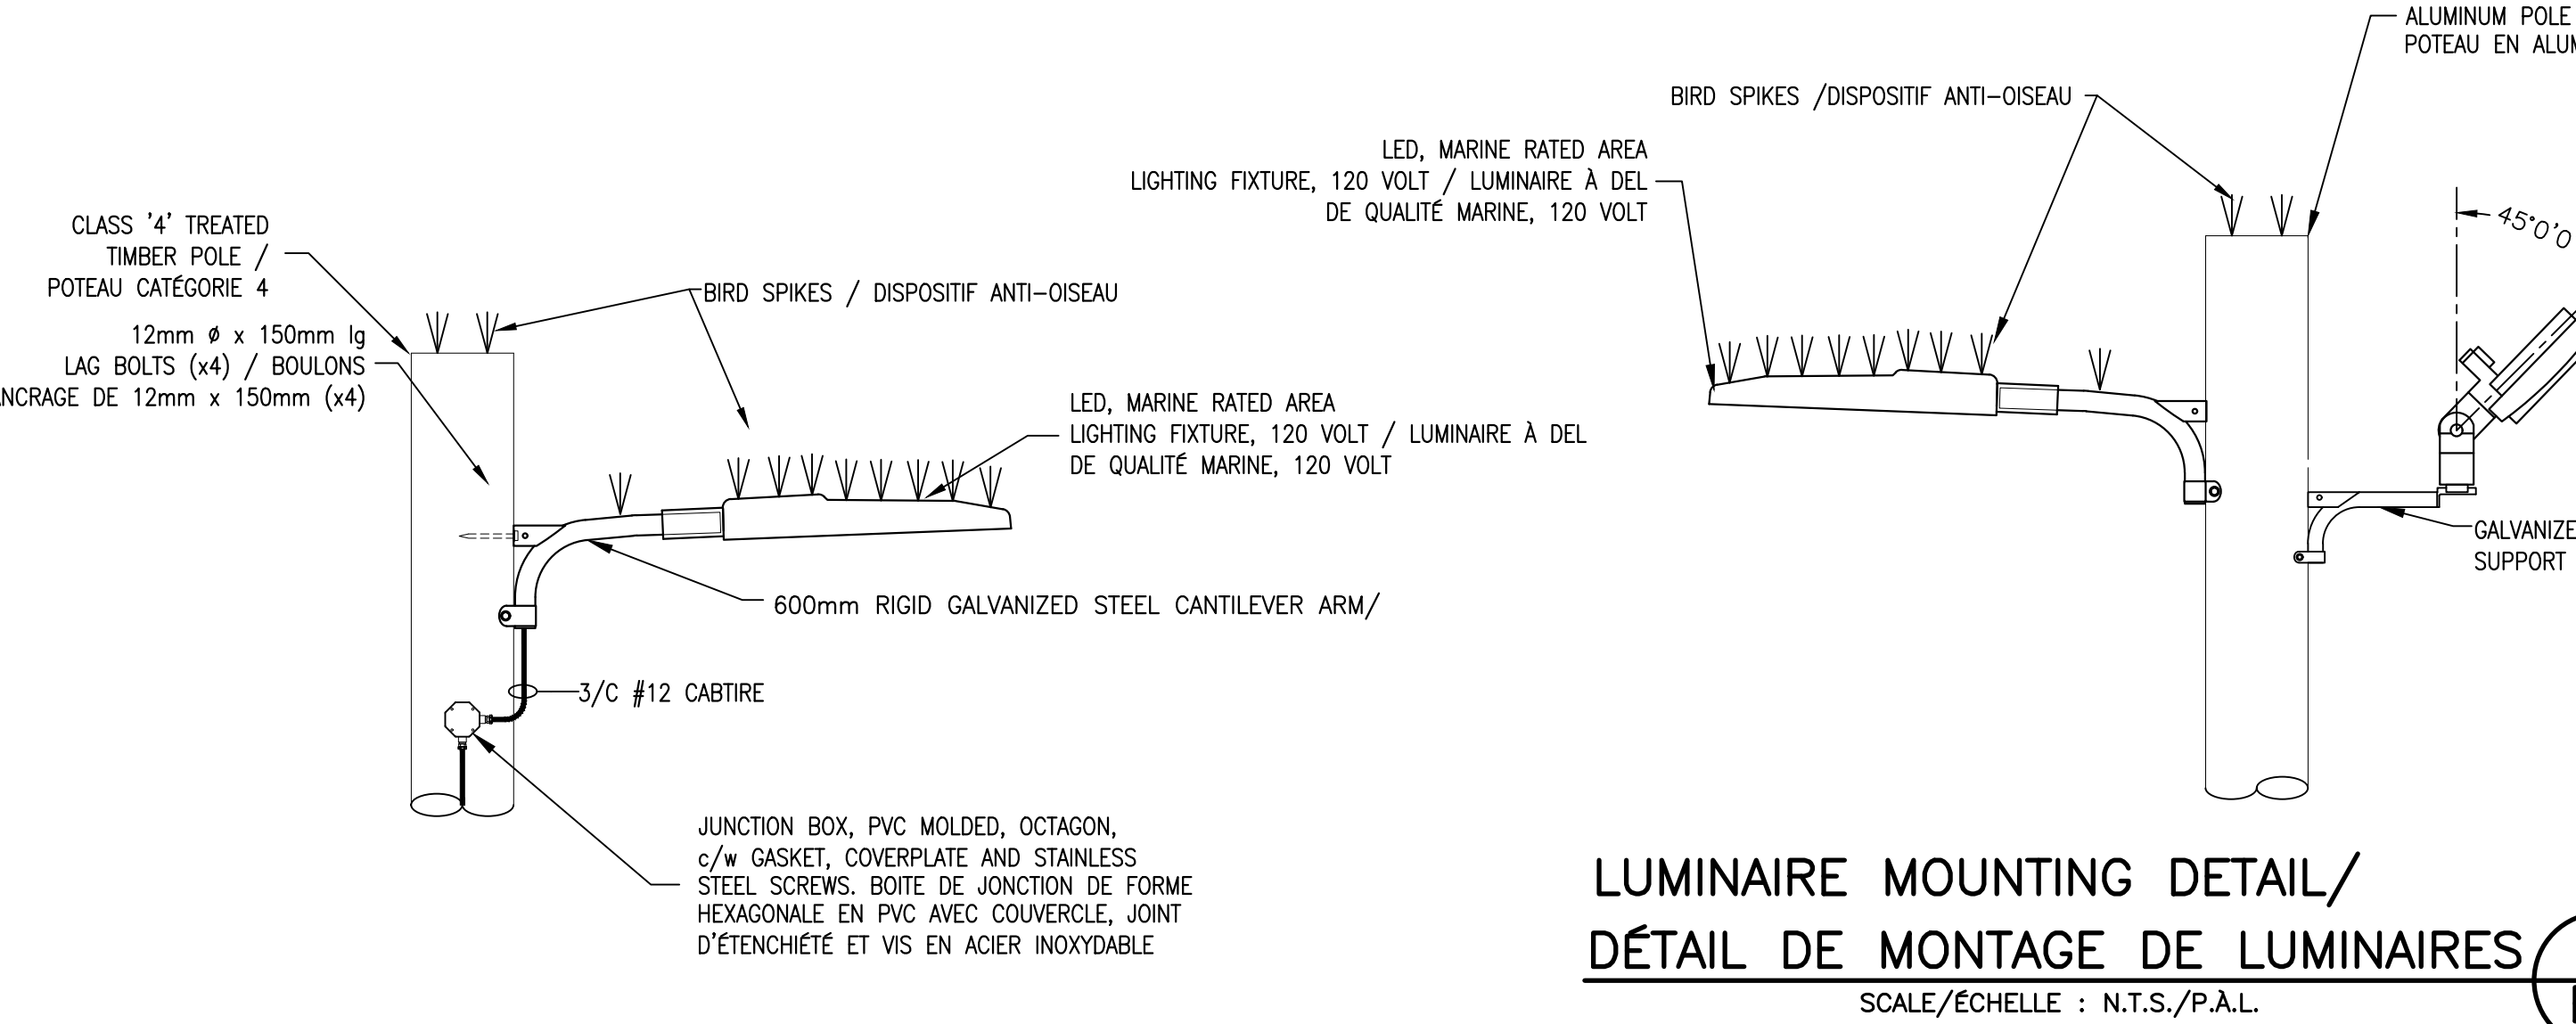 CLASS '4' TREATED
TIMBER POLE /
POTEAU CATÉGORIE 4
12mm ø x 150mm lg
LAG BOLTS (x4) / BOULONS
DE 12mm x 150mm (x4)
BIRD SPIKES / DISPOSITIF ANTI-OISEAU
LED, MARINE RATED AREA
LIGHTING FIXTURE, 120 VOLT / LUMINAIRE À DEL
DE QUALITÉ MARINE, 120 VOLT
600mm RIGID GALVANIZED STEEL CANTILEVER ARM/
3/C #12 CABTIRE
JUNCTION BOX, PVC MOLDED, OCTAGON,
c/w GASKET, COVERPLATE AND STAINLESS
STEEL SCREWS. BOITE DE JONCTION DE FORME
HEXAGONALE EN PVC AVEC COUVERCLE, JOINT
D'ÉTENCHIÉTÉ ET VIS EN ACIER INOXYDABLE
ALUMINUM POLE
POTEAU EN
BIRD SPIKES /DISPOSITIF ANTI-OISEAU
LED, MARINE RATED AREA
LIGHTING FIXTURE, 120 VOLT / LUMINAIRE À DEL
DE QUALITÉ MARINE, 120 VOLT
45°0'0
SUPPORT
LUMINAIRE MOUNTING DETAIL/
DÉTAIL DE MONTAGE DE LUMINAIRES
SCALE/ÉCHELLE : N.T.S./P.À.L.